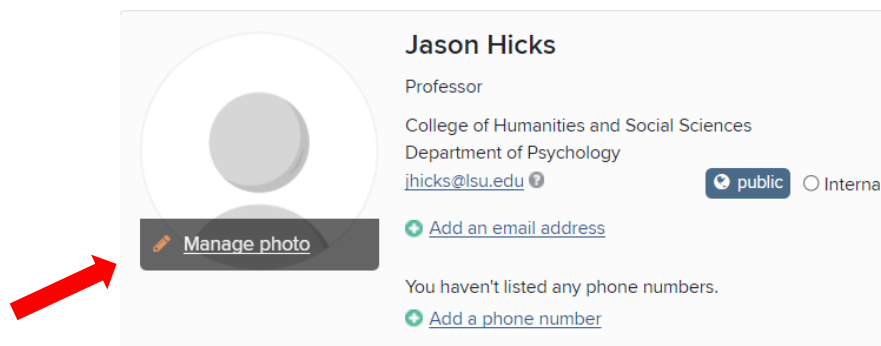 Jason Hicks
Professor
College of Humanities and Social Sciences
Department of Psychology
jhicks@lsu.edu ?
public Interna
Manage photo
Add an email address
You haven't listed any phone numbers.
Add a phone number